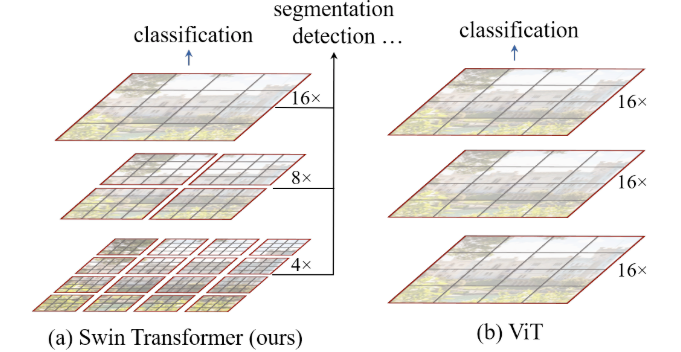 segmentation
detection ...
classification
16×
8×
4×
(a) Swin Transformer (ours)
classification
16×
16×
16×
(b) ViT